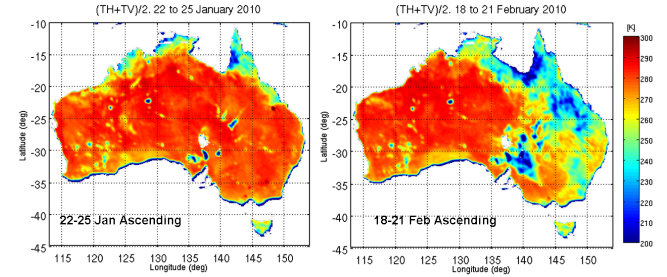 (TH+TV)/2. 22 to 25 January 2010
(TH+TV)/2. 18 to 21 February 2010
[K]
-10
-15
-20
-25
-30
-35
-40
-45
Latitude (deg)
22-25 Jan Ascending
115 120 125 130 135 140 145 150
Longitude (deg)
-10
-15
-20
-25
-30
-35
-40
-45
Latitude (deg)
18-21 Feb Ascending
115 120 125 130 135 140 145 150
Longitude (deg)
300
290
280
270
260
250
240
230
220
210
200